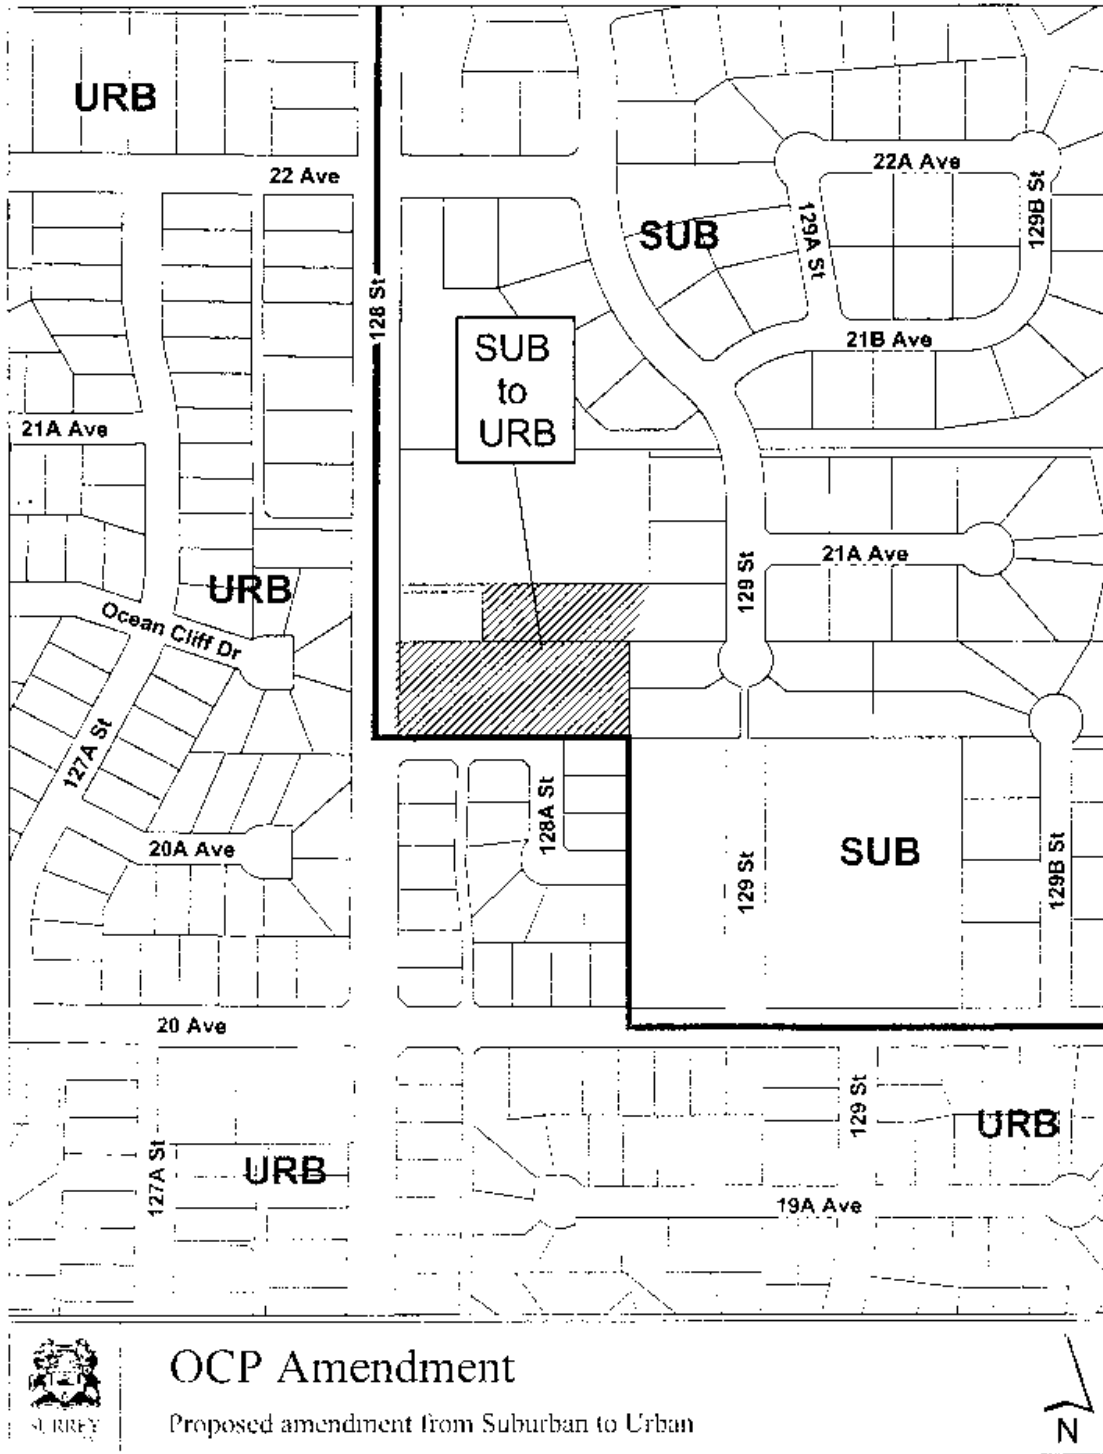 URB
22 Ave
22A Ave
129B St
129A St
SUB
128 St
SUB
to
URB
21B Ave
21A Ave
21A Ave
129 St
URB
Ocean Cliff Dr
127A St
128A St
20A Ave
SUB
129 St
129B St
20 Ave
129 St
URB
127A St
URB
19A Ave
OCP Amendment
SURREY
Proposed amendment from Suburban to Urban
N